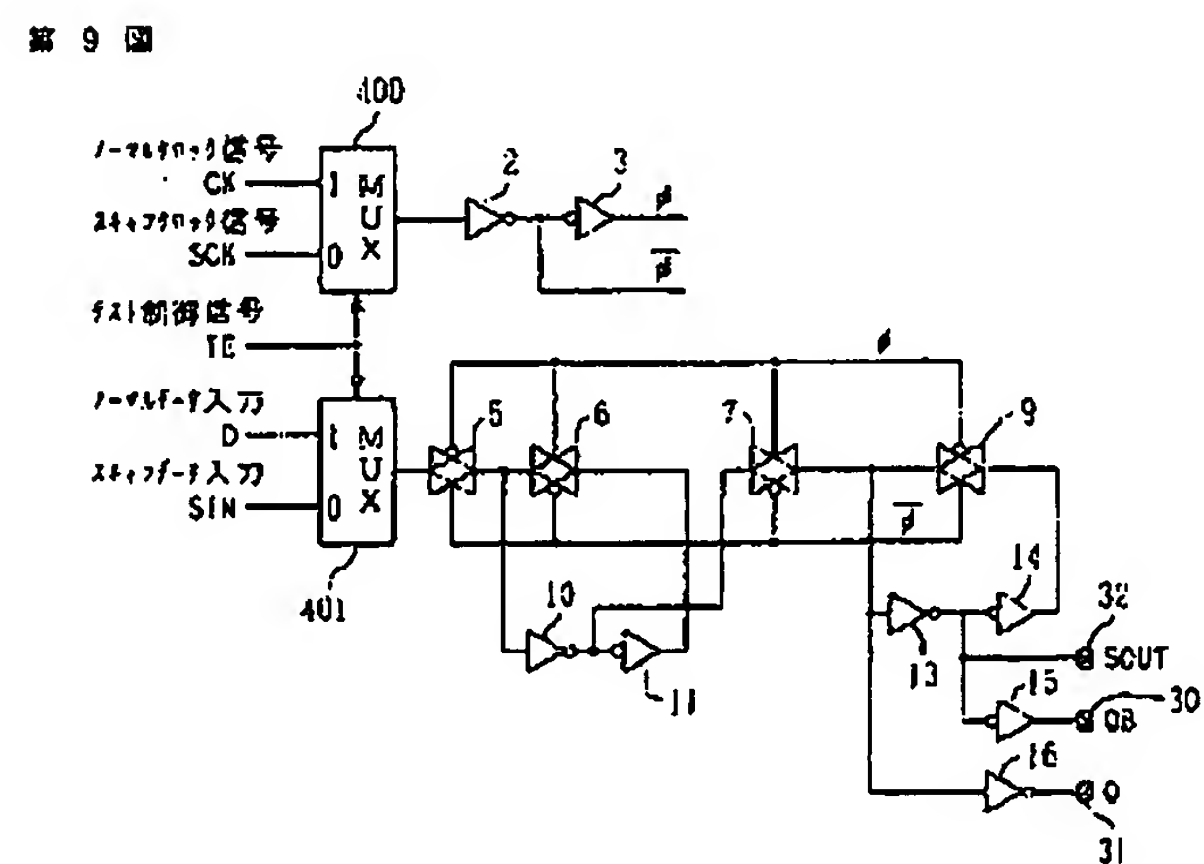 第 9 図
400
ノーマルクロック信号
CK
1
MUX
2
3
φ
スキャンクロック信号
SCK
0
φ
テスト制御信号
TE
φ
ノーマルデータ入力
D
1
MUX
5
6
7
9
スキャンデータ入力
SIN
0
φ
401
10
11
13
14
32
SOUT
15
30
QB
16
Q
31